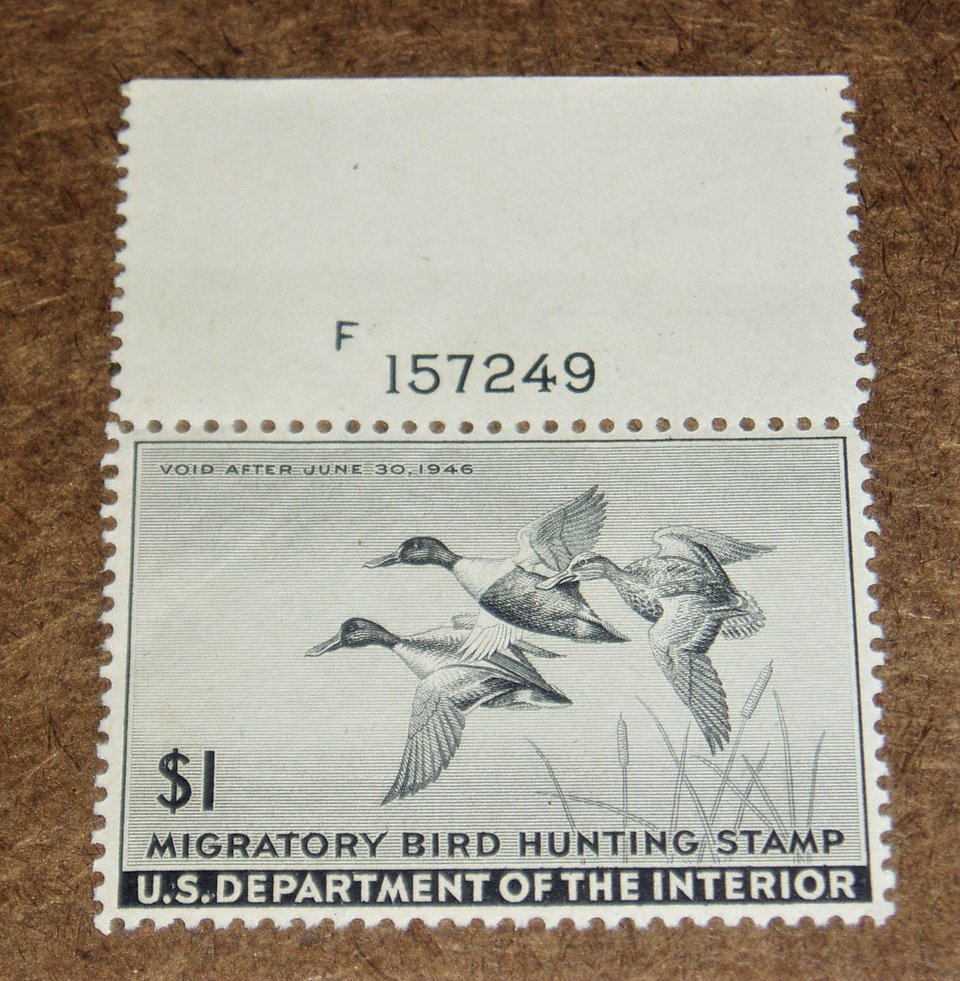 F
157249
VOID AFTER JUNE 30, 1946
$1
MIGRATORY BIRD HUNTING STAMP
U.S. DEPARTMENT OF THE INTERIOR